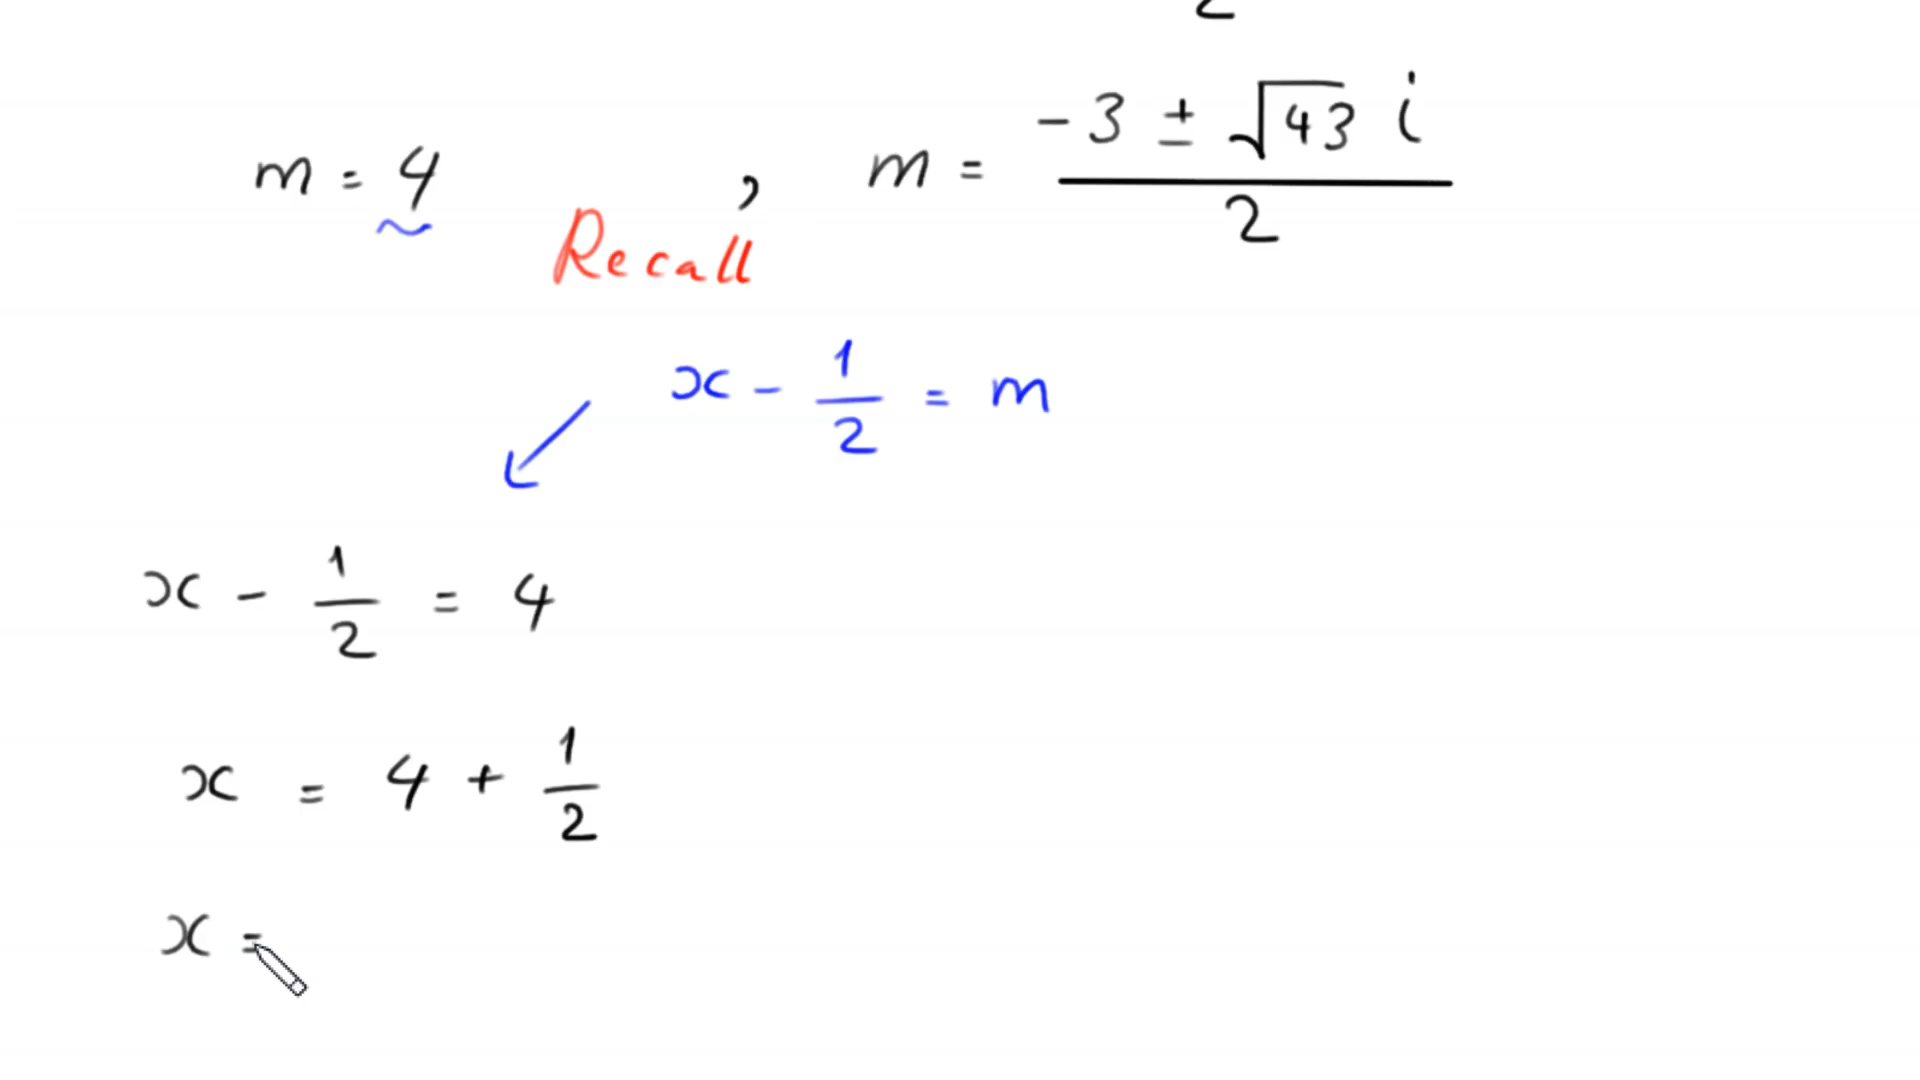 m = 4 , m = (-3 ± √43 i)/2
Recall
x - 1/2 = m
x - 1/2 = 4
x = 4 + 1/2
x =